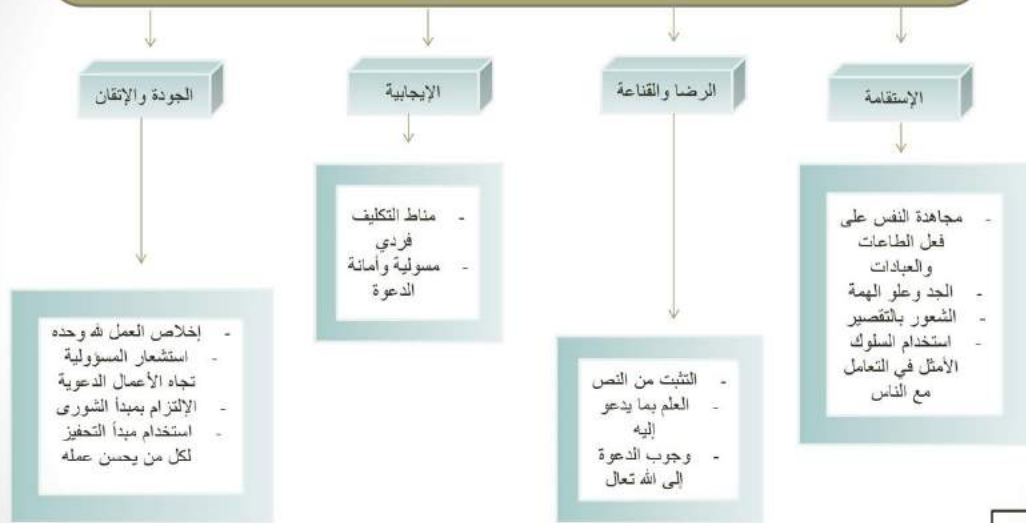 الإستقامة
الرضا والقناعة
الإيجابية
الجودة والإتقان
- مجاهدة النفس على
فعل الطاعات
والعبادات
- الجد وعلو الهمة
- الشعور بالتقصير
- استخدام السلوك
الأمثل في التعامل
مع الناس
- التثبت من النص
- العلم بما يدعو
إليه
- وجوب الدعوة
إلى الله تعال
- مناط التكليف
فردي
- مسولية وأمانة
الدعوة
- إخلاص العمل لله وحده
- استشعار المسؤولية
تجاه الأعمال الدعوية
- الإلتزام بمبدأ الشورى
- استخدام مبدأ التحفيز
لكل من يحسن عمله